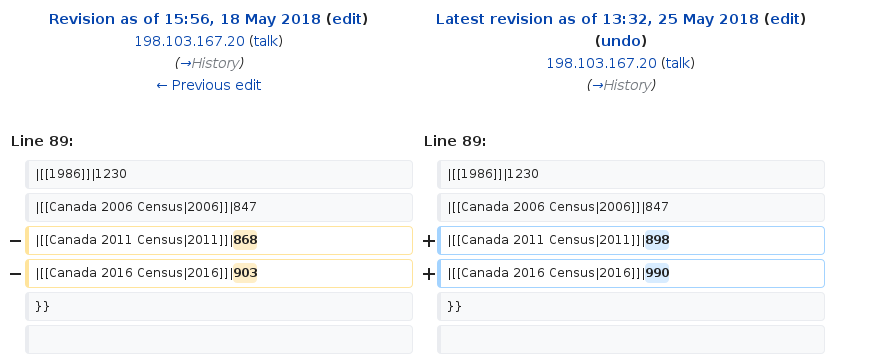 Revision as of 15:56, 18 May 2018 (edit)
198.103.167.20 (talk)
(→History)
← Previous edit
Latest revision as of 13:32, 25 May 2018 (edit)
(undo)
198.103.167.20 (talk)
(→History)
Line 89:
Line 89:
|[[1986]]|1230
|[[1986]]|1230
|[[Canada 2006 Census|2006]]|847
|[[Canada 2006 Census|2006]]|847
− |[[Canada 2011 Census|2011]]|868
+ |[[Canada 2011 Census|2011]]|898
− |[[Canada 2016 Census|2016]]|903
+ |[[Canada 2016 Census|2016]]|990
}}
}}